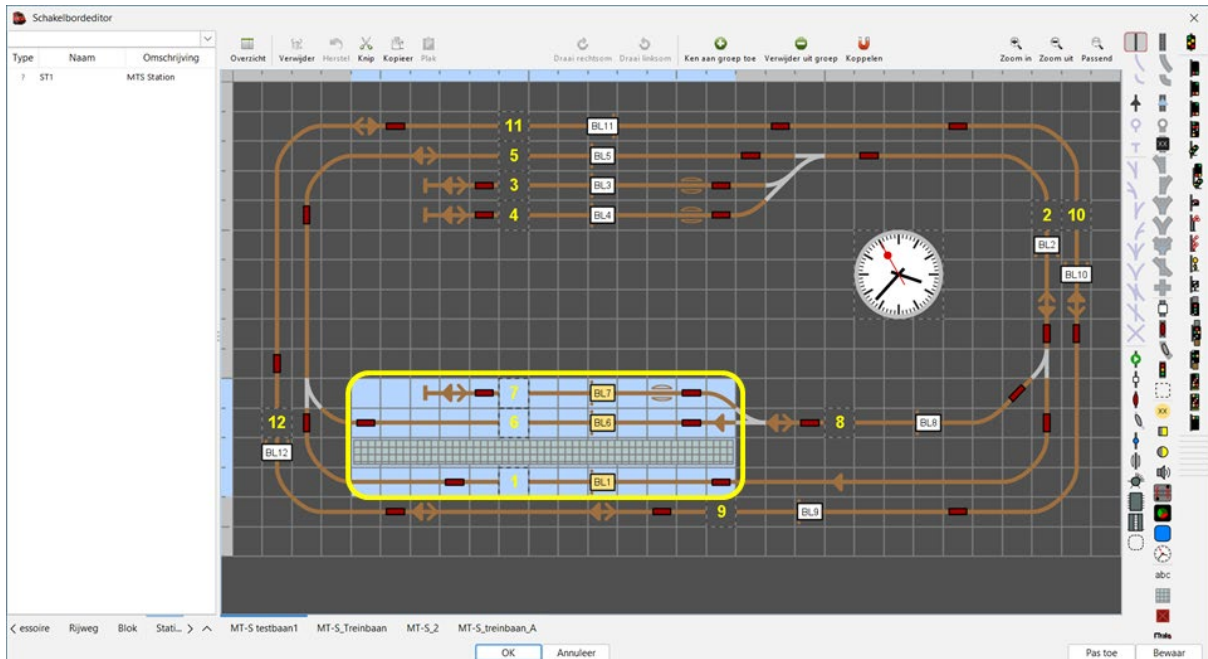 Schakelbordeditor
Type Naam Omschrijving
ST1 MTS Station
Overzicht Verwijder Herstel Knip Kopieer Plak Draai rechtsom Draai linksom Ken aan groep toe Verwijder uit groep Koppelen Zoom in Zoom uit Passend
11 BL11
5 BL5
3 BL3
4 BL4
2 10
BL2
BL10
7 BL7
12 6 BL6 8 BL8
BL12
1 BL1
9 BL9
XX
XX
abc
essoire Rijweg Blok Stati... MT-S testbaan1 MT-S_Treinbaan MT-S_2 MT-S_treinbaan_A
OK Annuleer Pas toe Bewaar